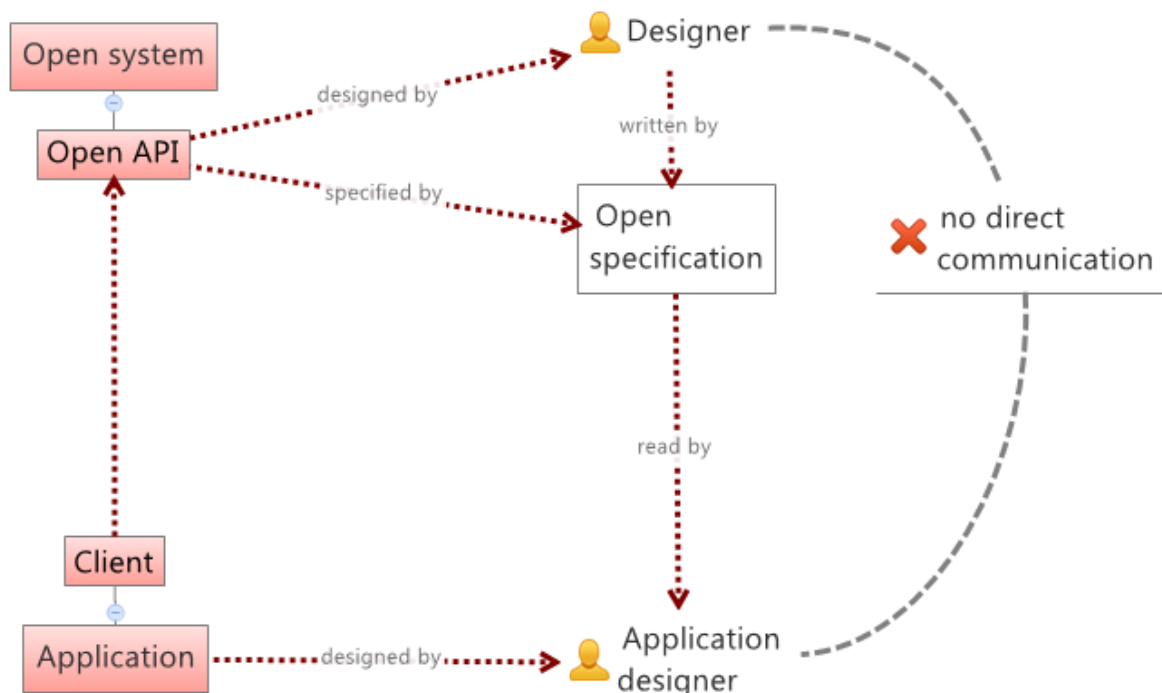 Open system
Designer
designed by
Open API
written by
specified by
Open
specification
no direct
communication
read by
Client
Application
designed by
Application
designer